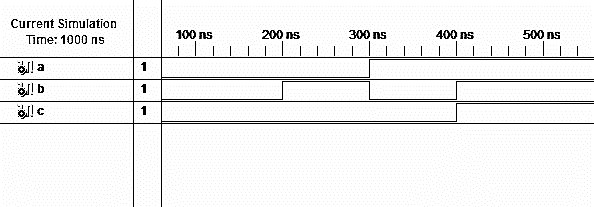 Current Simulation
Time: 1000 ns
100 ns 200 ns 300 ns 400 ns 500 ns
a 1
b 1
c 1